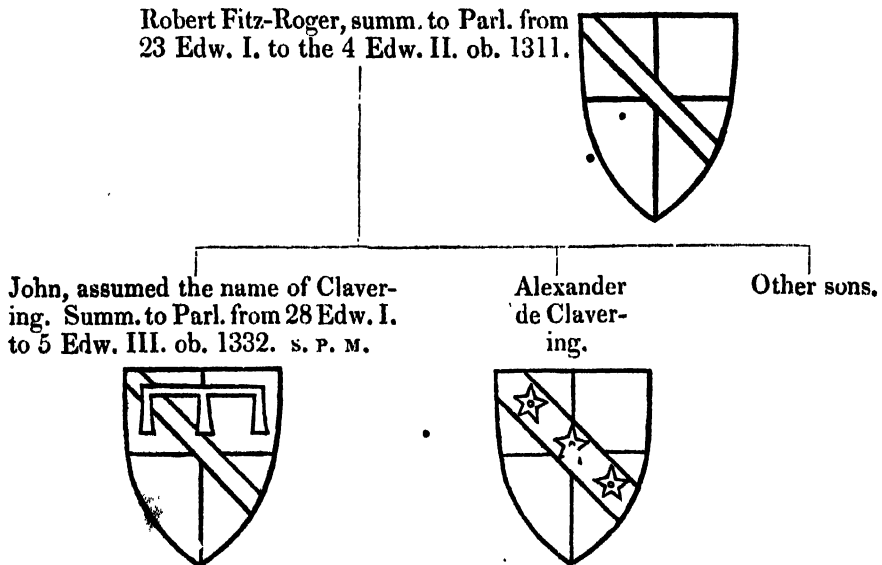 Robert Fitz-Roger, summ. to Parl. from
23 Edw. I. to the 4 Edw. II. ob. 1311.
John, assumed the name of Claver-
ing. Summ. to Parl. from 28 Edw. I.
to 5 Edw. III. ob. 1332. S. P. M.
Alexander
de Claver-
ing.
Other sons.